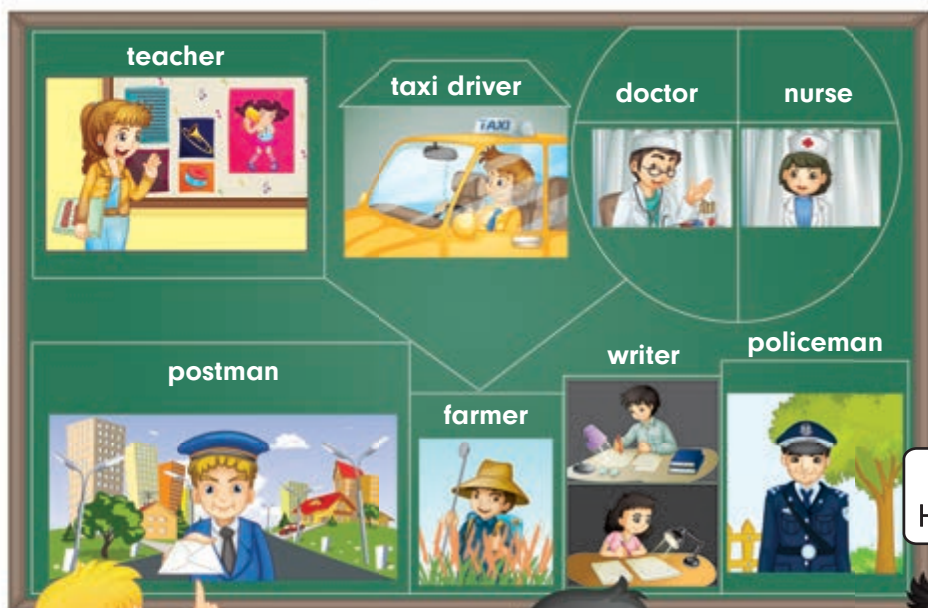 teacher
taxi driver
TAXI
doctor
nurse
postman
farmer
writer
policeman
H